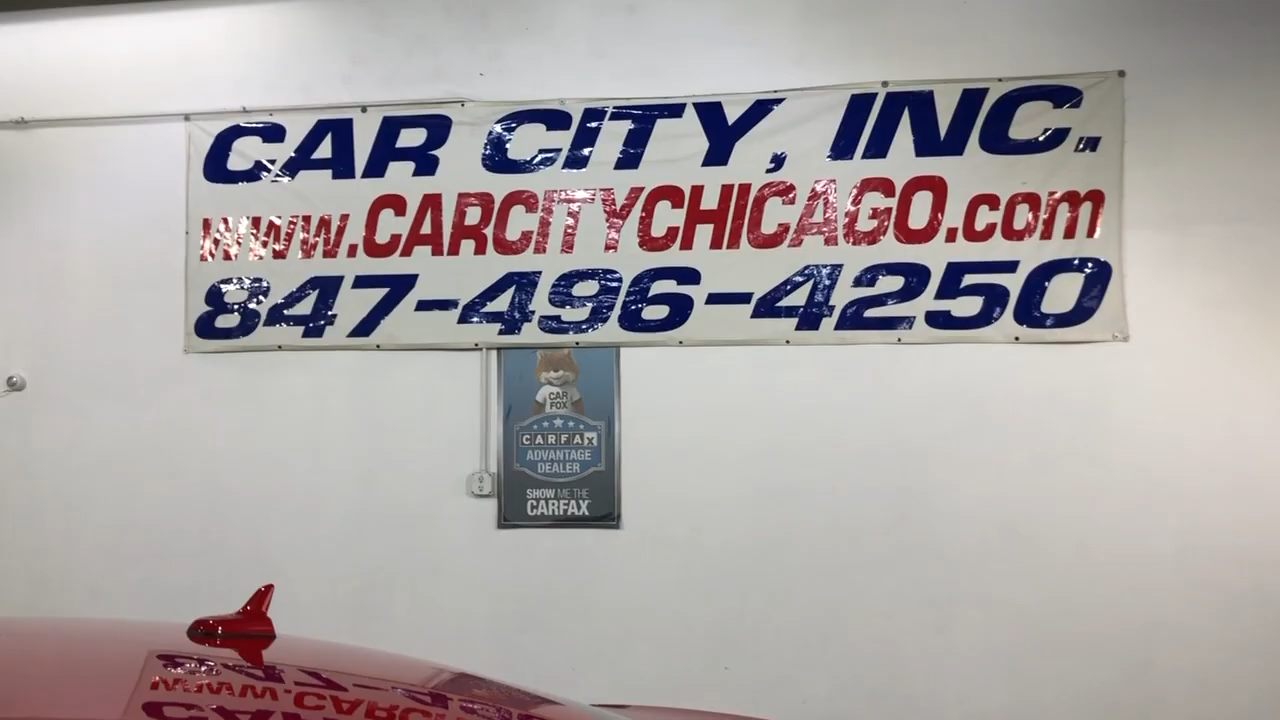 CAR CITY, INC.
www.CARCITYCHICAGO.com
847-496-4250
CAR
FOX
CARFAX
ADVANTAGE
DEALER
SHOW ME THE
CARFAX